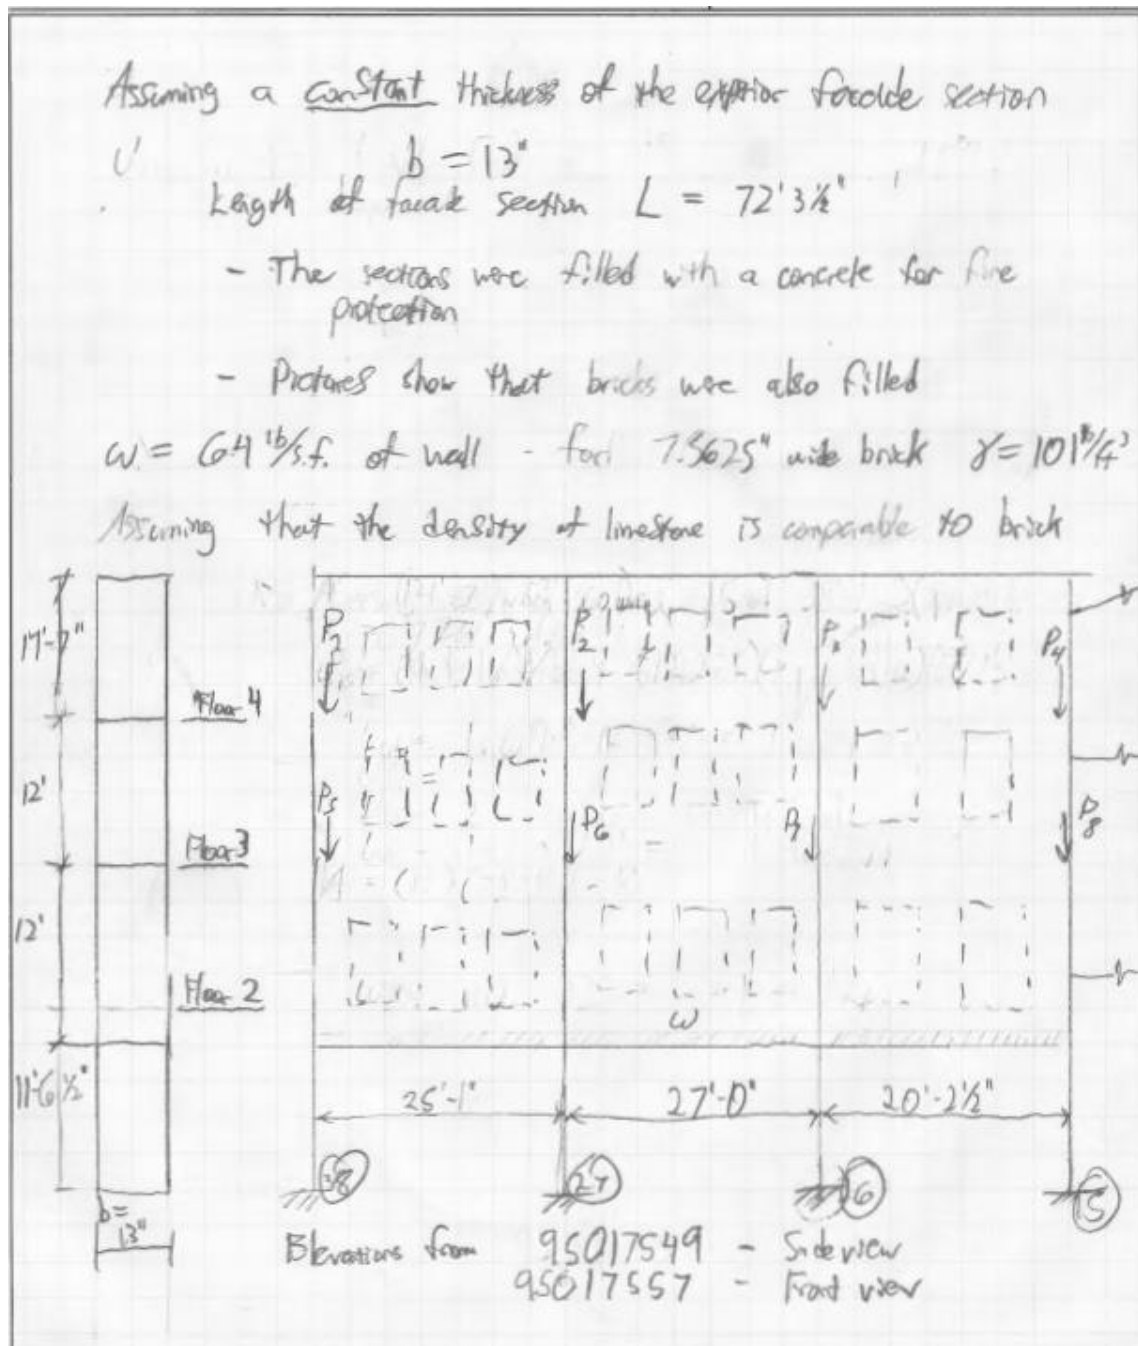 Assuming a constant thickness of the exterior facade section
b = 13"
Length of facade section L = 72' 3½"
- The sections were filled with a concrete for fire
protection
- Pictures show that bricks were also filled
ω = 64 lb/s.f. of wall - for 7.5625" wide brick γ = 101 lb/ft³
Assuming that the density of limestone is comparable to brick
17'-7"
Floor 4
12'
Floor 3
12'
Floor 2
11'-6½"
b =
13"
P2
P4
P5
P6
P8
ω
25'-1" 27'-0" 20'-2½"
5
Elevations from 95017549 - Side view
95017557 - Front view